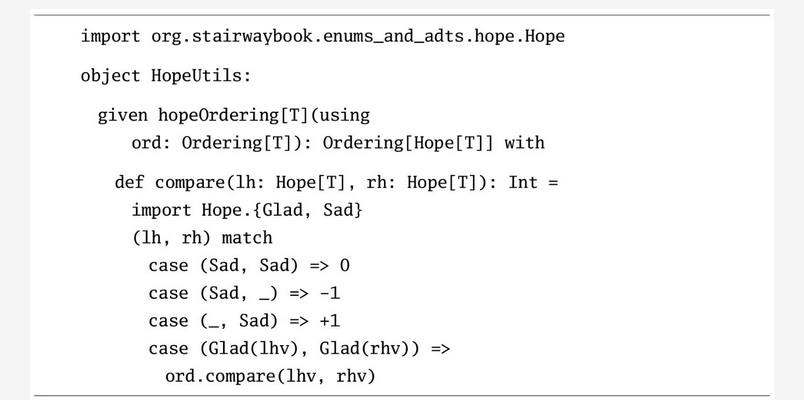 import org.stairwaybook.enums_and_adts.hope.Hope
object HopeUtils:
given hopeOrdering[T](using
ord: Ordering[T]): Ordering[Hope[T]] with
def compare(lh: Hope[T], rh: Hope[T]): Int =
import Hope.{Glad, Sad}
(lh, rh) match
case (Sad, Sad) => 0
case (Sad, _) => -1
case (_, Sad) => +1
case (Glad(lhv), Glad(rhv)) =>
ord.compare(lhv, rhv)